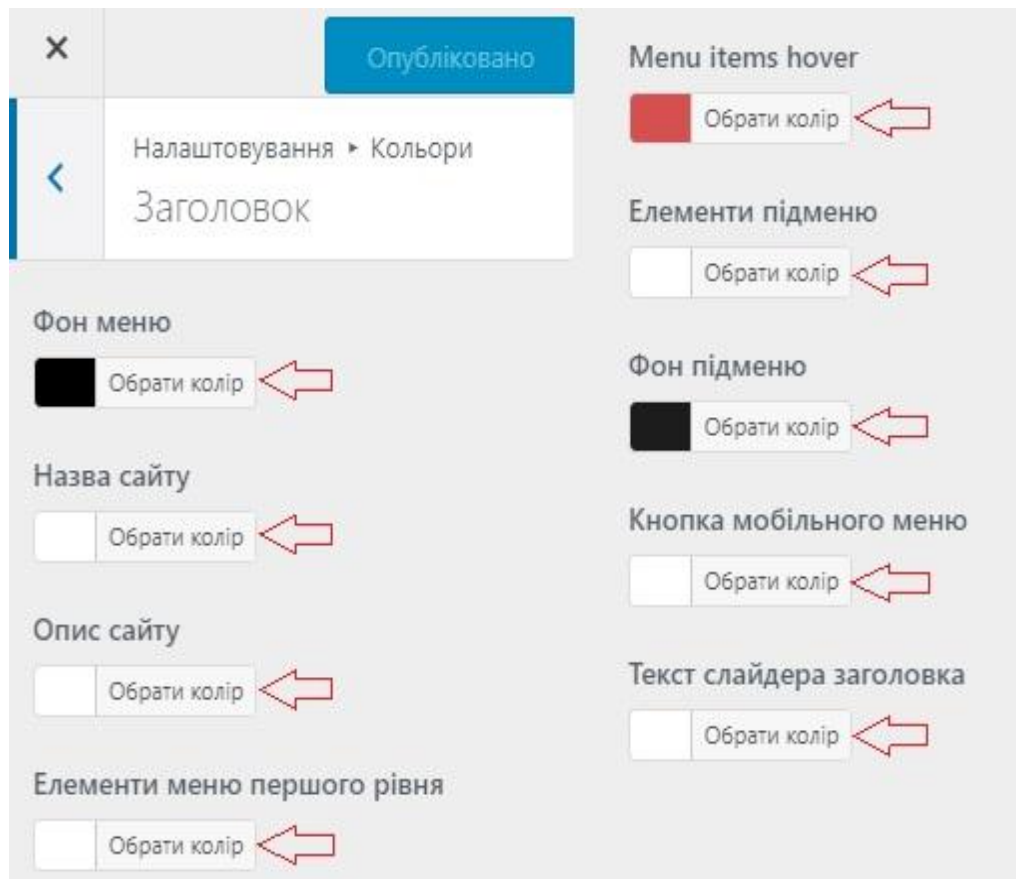 Опубліковано
Налаштовування ▸ Кольори
Заголовок
Фон меню
Обрати колір
Назва сайту
Обрати колір
Опис сайту
Обрати колір
Елементи меню першого рівня
Обрати колір
Menu items hover
Обрати колір
Елементи підменю
Обрати колір
Фон підменю
Обрати колір
Кнопка мобільного меню
Обрати колір
Текст слайдера заголовка
Обрати колір